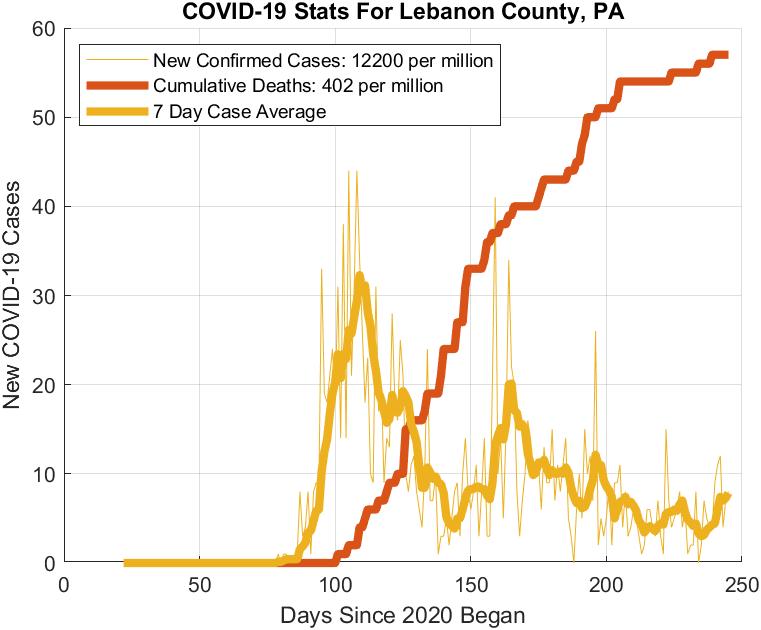 COVID-19 Stats For Lebanon County, PA
60
New Confirmed Cases: 12200 per million
Cumulative Deaths: 402 per million
7 Day Case Average
50
40
30
20
10
0
New COVID-19 Cases
0 50 100 150 200 250
Days Since 2020 Began